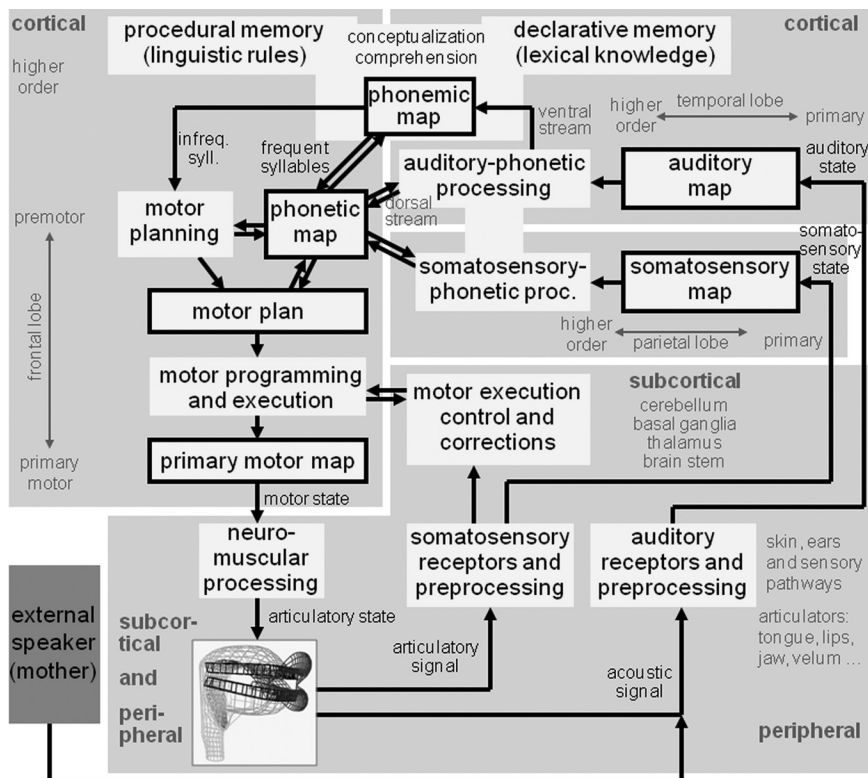 cortical
procedural memory
(linguistic rules)
conceptualization
comprehension
declarative memory
(lexical knowledge)
cortical
higher
order
phonemic
map
ventral
stream
higher
order
temporal lobe
primary
infreq.
syll.
frequent
syllables
auditory-phonetic
processing
auditory
map
auditory
state
premotor
motor
planning
phonetic
map
dorsal
stream
somato-
sensory
state
somatosensory-
phonetic proc.
somatosensory
map
motor plan
frontal lobe
higher
order
parietal lobe
primary
motor programming
and execution
motor execution
control and
corrections
subcortical
cerebellum
basal ganglia
thalamus
brain stem
primary
motor
primary motor map
motor state
neuro-
muscular
processing
somatosensory
receptors and
preprocessing
auditory
receptors and
preprocessing
skin, ears
and sensory
pathways
external
speaker
(mother)
subcor-
tical
and
peri-
pheral
articulatory state
articulatory
signal
acoustic
signal
articulators:
tongue, lips,
jaw, velum ...
peripheral